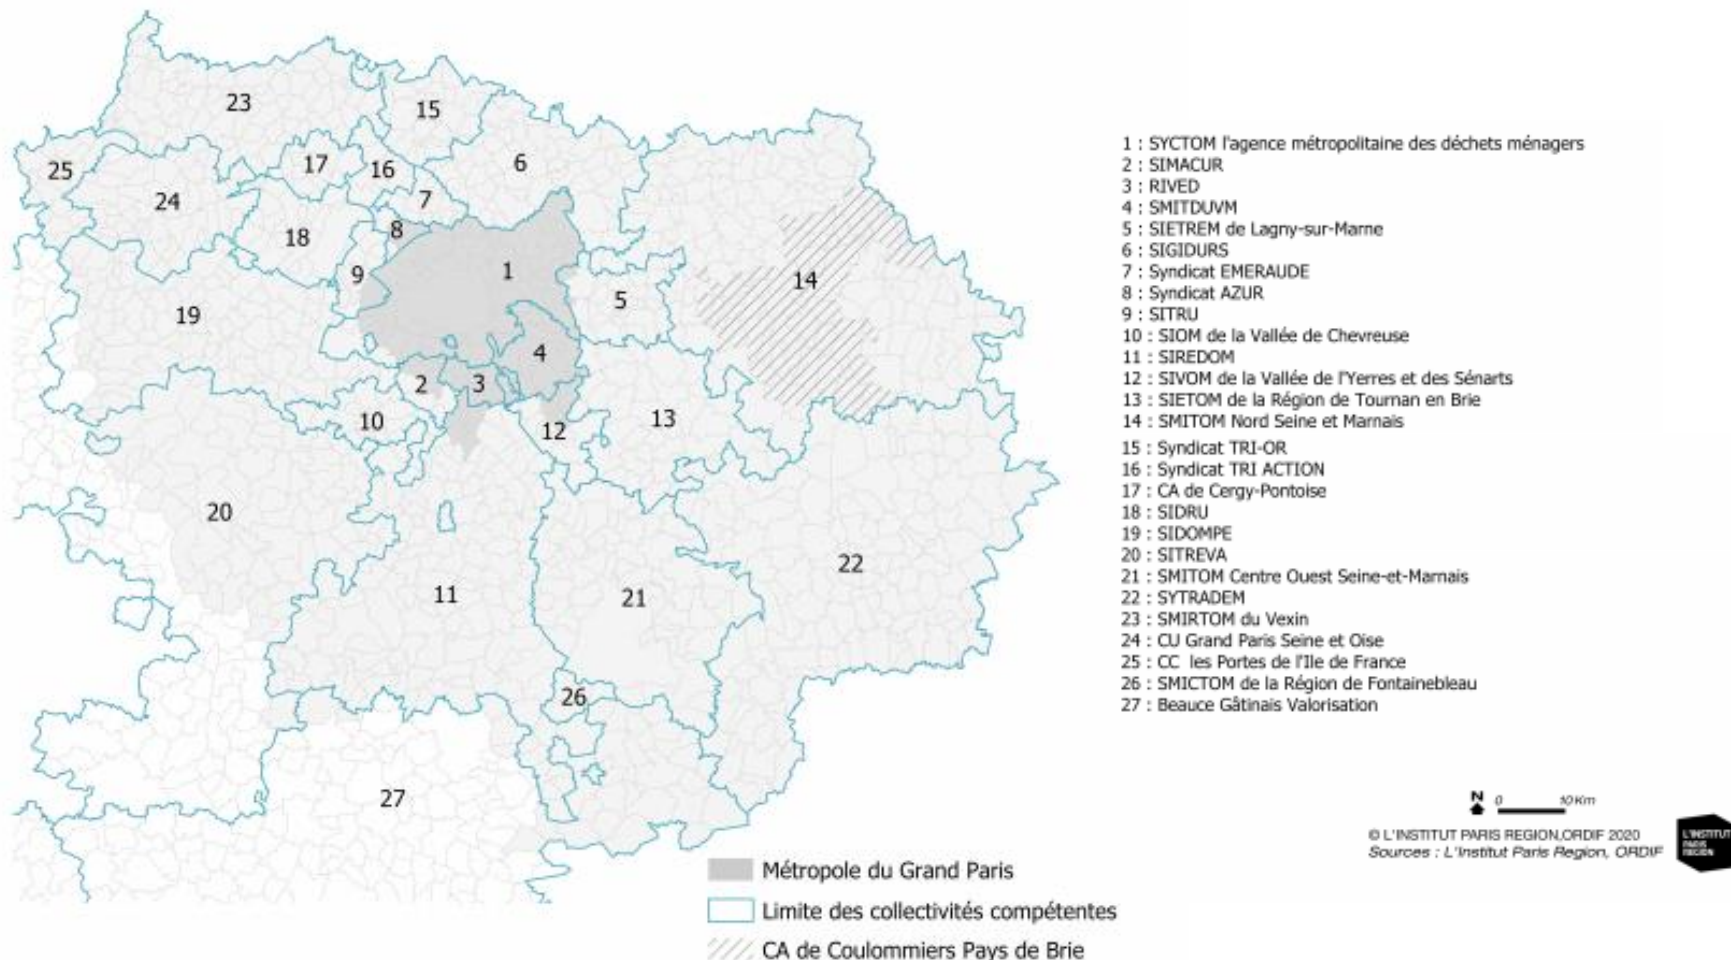 23
15
25
17
16
6
24
7
18
8
9
1
14
19
5
4
2
3
10
13
12
20
22
11
21
26
27
1 : SYCTOM l'agence métropolitaine des déchets ménagers
2 : SIMACUR
3 : RIVED
4 : SMITDUVM
5 : SIETREM de Lagny-sur-Marne
6 : SIGIDURS
7 : Syndicat EMERAUDE
8 : Syndicat AZUR
9 : SITRU
10 : SIOM de la Vallée de Chevreuse
11 : SIREDOM
12 : SIVOM de la Vallée de l'Yerres et des Sénarts
13 : SIETOM de la Région de Tournan en Brie
14 : SMITOM Nord Seine et Marnais
15 : Syndicat TRI-OR
16 : Syndicat TRI ACTION
17 : CA de Cergy-Pontoise
18 : SIDRU
19 : SIDOMPE
20 : SITREVA
21 : SMITOM Centre Ouest Seine-et-Marnais
22 : SYTRADEM
23 : SMIRTOM du Vexin
24 : CU Grand Paris Seine et Oise
25 : CC les Portes de l'Ile de France
26 : SMICTOM de la Région de Fontainebleau
27 : Beauce Gâtinais Valorisation
N 0 10 Km
© L'INSTITUT PARIS REGION,ORDIF 2020
Sources : L'Institut Paris Region, ORDIF
L'INSTITUT
PARIS
REGION
Métropole du Grand Paris
Limite des collectivités compétentes
CA de Coulommiers Pays de Brie